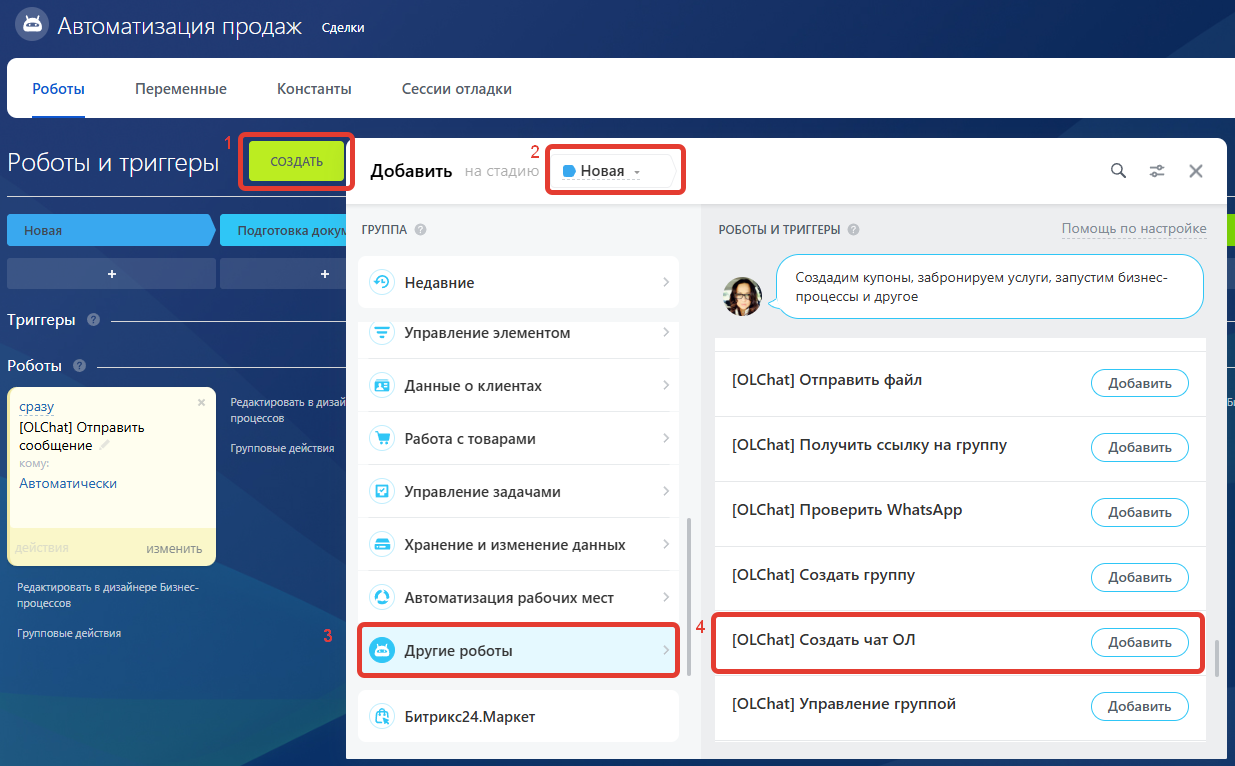 Автоматизация продаж Сделки
Роботы Переменные Константы Сессии отладки
Роботы и триггеры
1
СОЗДАТЬ
Добавить на стадию
2
Новая
Новая
Подготовка докум
+
+
Триггеры ?
Роботы ?
сразу
[OLChat] Отправить
сообщение
кому:
Автоматически
действия изменить
Редактировать в дизайнере Бизнес-
процессов
Групповые действия
Редактировать в дизай
процессов
Групповые действия
ГРУППА ?
Недавние
Управление элементом
Данные о клиентах
Работа с товарами
Управление задачами
Хранение и изменение данных
Автоматизация рабочих мест
3
Другие роботы
Битрикс24.Маркет
РОБОТЫ И ТРИГГЕРЫ ?
Помощь по настройке
Создадим купоны, забронируем услуги, запустим бизнес-
процессы и другое
[OLChat] Отправить файл Добавить
[OLChat] Получить ссылку на группу Добавить
[OLChat] Проверить WhatsApp Добавить
[OLChat] Создать группу Добавить
4
[OLChat] Создать чат ОЛ Добавить
[OLChat] Управление группой Добавить